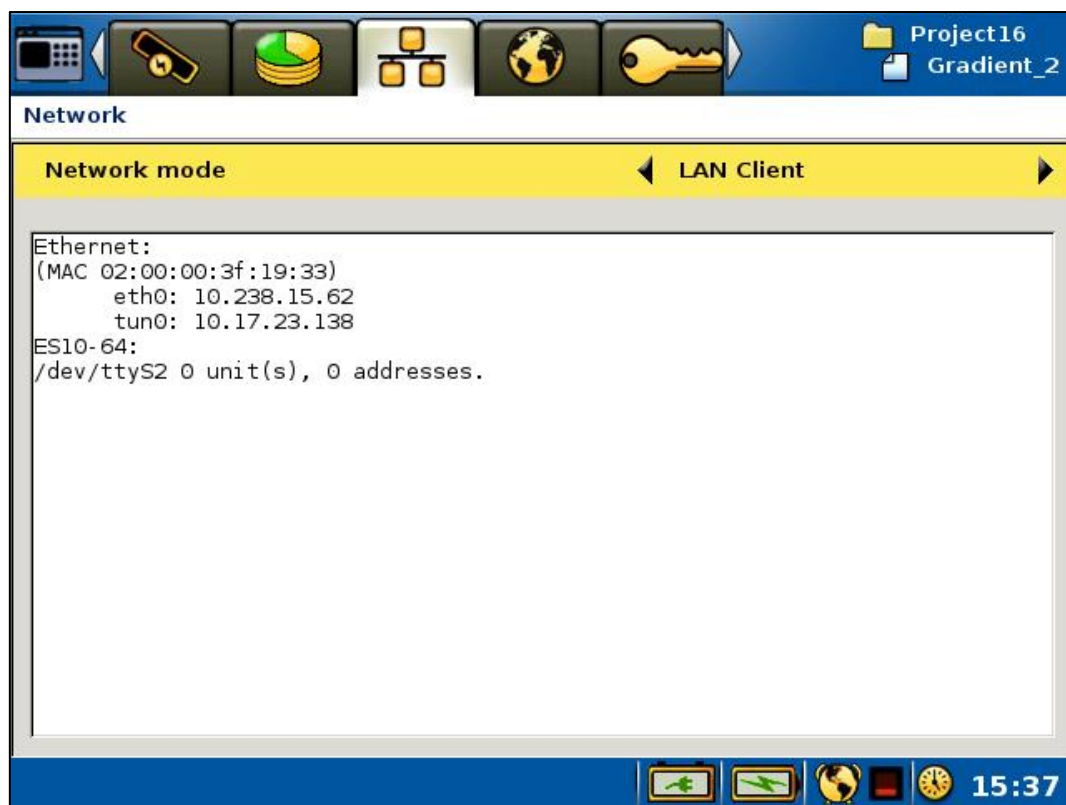 Project16
Gradient_2
Network
Network mode LAN Client
Ethernet:
(MAC 02:00:00:3f:19:33)
eth0: 10.238.15.62
tun0: 10.17.23.138
ES10-64:
/dev/ttyS2 0 unit(s), 0 addresses.
15:37